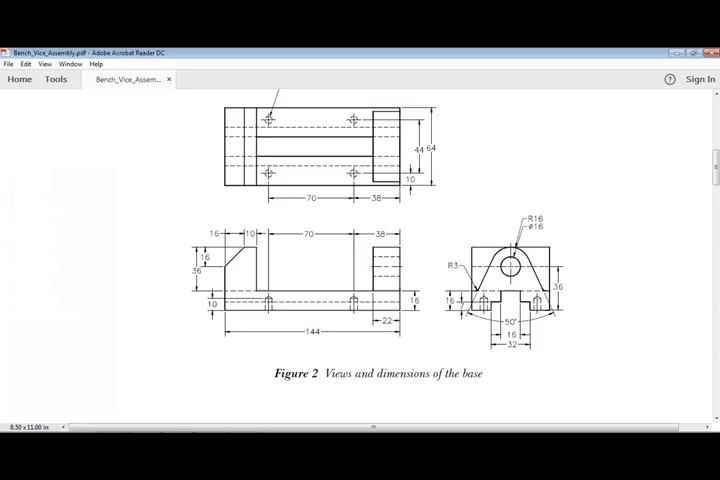 Bench_Vice_Assembly.pdf - Adobe Acrobat Reader DC
File Edit View Window Help
Home Tools Bench_Vice_Assem... × ? Sign In
44 64
10
70 38
R16
ø16
16 10 70 38
16
36
R3
36
10
16
16
22
50°
144
16
32
Figure 2 Views and dimensions of the base
8.50 x 11.00 in